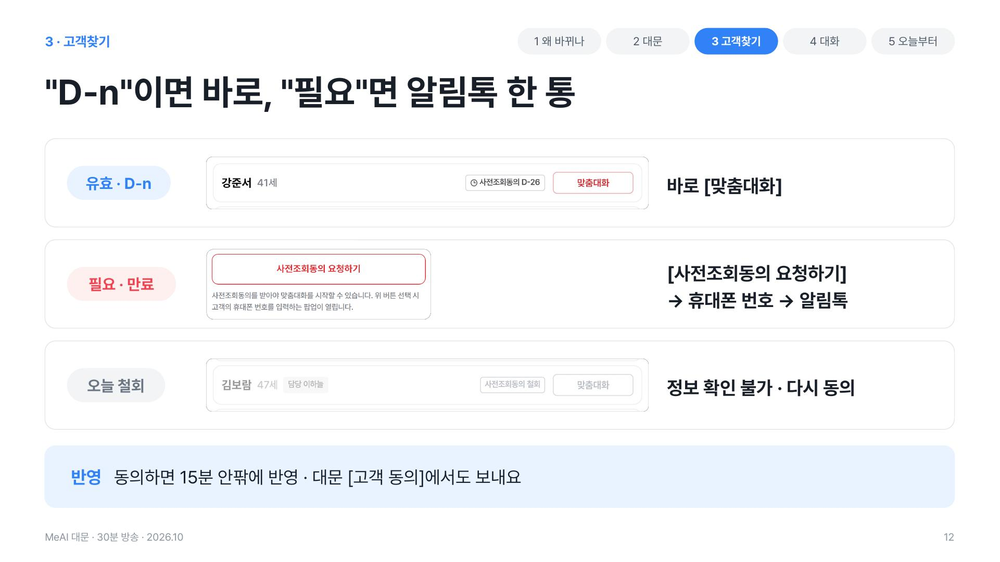 3 · 고객찾기
1 왜 바뀌나
2 대문
3 고객찾기
4 대화
5 오늘부터
"D-n"이면 바로, "필요"면 알림톡 한 통
유효 · D-n
강준서 41세
사전조회동의 D-26
맞춤대화
바로 [맞춤대화]
필요 · 만료
사전조회동의 요청하기
사전조회동의를 받아야 맞춤대화를 시작할 수 있습니다. 위 버튼 선택 시
고객의 휴대폰 번호를 입력하는 팝업이 열립니다.
[사전조회동의 요청하기]
→ 휴대폰 번호 → 알림톡
오늘 철회
김보람 47세 담당 이하늘
사전조회동의 철회
맞춤대화
정보 확인 불가 · 다시 동의
반영 동의하면 15분 안팎에 반영 · 대문 [고객 동의]에서도 보내요
MeAI 대문 · 30분 방송 · 2026.10
12